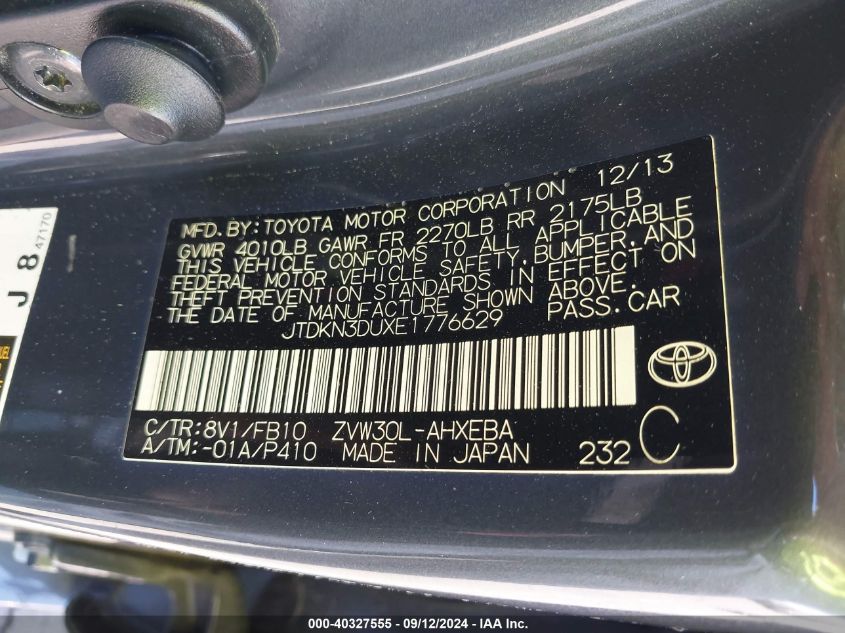 12/13
MFD. BY: TOYOTA MOTOR CORPORATION
GVWR 4010LB GAWR FR 2270LB RR 2175LB
THIS VEHICLE CONFORMS TO ALL APPLICABLE
FEDERAL MOTOR VEHICLE SAFETY, BUMPER, AND
THEFT PREVENTION STANDARDS IN EFFECT ON
THE DATE OF MANUFACTURE SHOWN ABOVE.
JTDKN3DUXE1776629 PASS. CAR
C/TR: 8V1/FB10 ZVW30L-AHXEBA
A/TM: -01A/P410 MADE IN JAPAN 232 C
J 8 47170
000-40327555 - 09/12/2024 - IAA Inc.